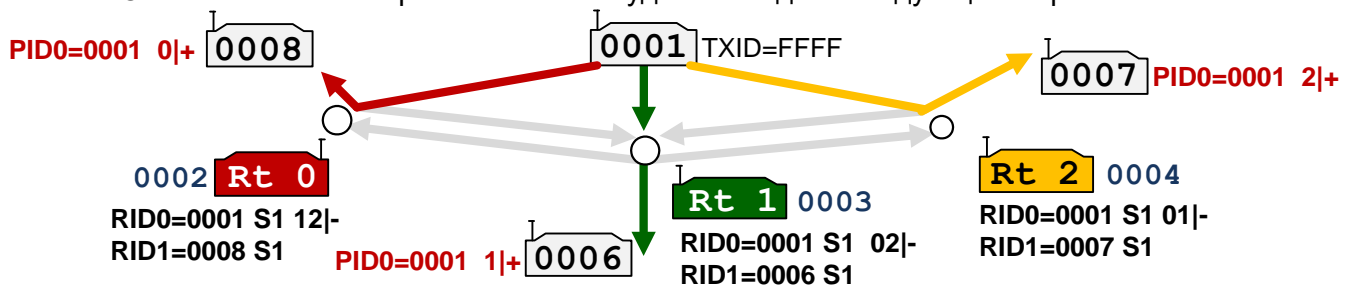 PID0=0001 0|+ 0008
0001 TXID=FFFF
0007 PID0=0001 2|+
0002 Rt 0
RID0=0001 S1 12|-
RID1=0008 S1
Rt 1 0003
RID0=0001 S1 02|-
RID1=0006 S1
Rt 2 0004
RID0=0001 S1 01|-
RID1=0007 S1
PID0=0001 1|+ 0006